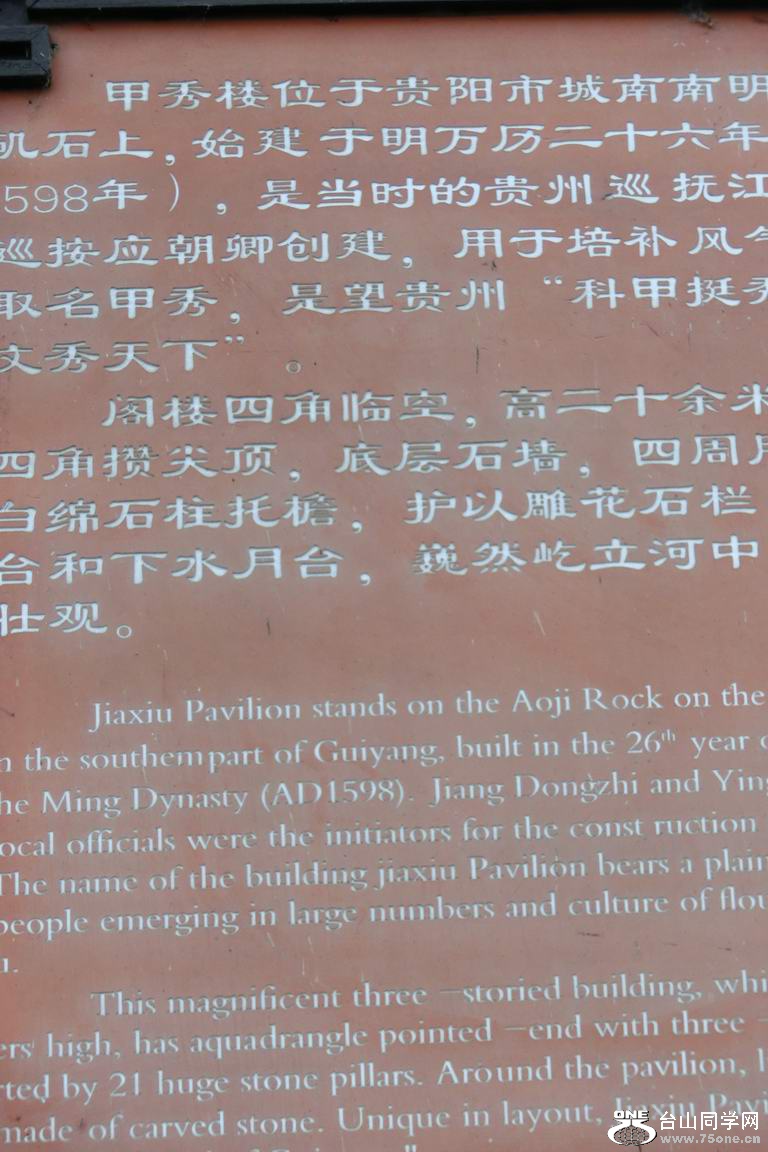 甲秀楼位于贵阳市城南南明
矶石上，始建于明万历二十六年
598年），是当时的贵州巡抚江
巡按应朝卿创建，用于培补风气
取名甲秀，是望贵州“科甲挺秀
文秀天下”。
阁楼四角临空，高二十余米
四角攒尖顶，底层石墙，四周
白绵石柱托檐，护以雕花石栏
台和下水月台，巍然屹立河中
壮观。
Jiaxiu Pavilion stands on the Aoji Rock on the
n the southernpart of Guiyang, built in the 26th year o
he Ming Dynasty (AD1598). Jiang Dongzhi and Ying
ocal officials were the initiators for the const ruction
The name of the building jiaxiu Pavilion bears a plain
people emerging in large numbers and culture of flou
u.
This magnificent three –storied building, whi
ers high, has aquadrangle pointed –end with three –
rted by 21 huge stone pillars. Around the pavilion,
made of carved stone. Unique in layout, Jiaxiu Pavi
ONE 台山同学网
www.75one.cn